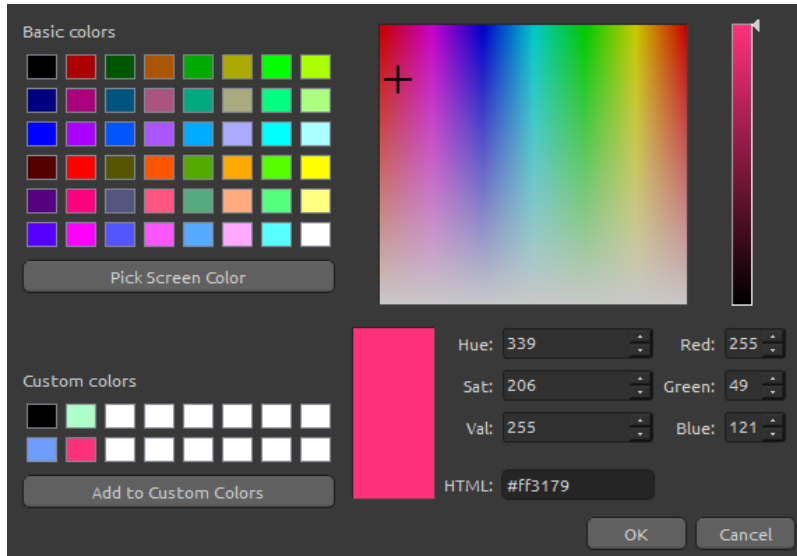 Basic colors
Pick Screen Color
Custom colors
Add to Custom Colors
Hue: 339 Red: 255
Sat: 206 Green: 49
Val: 255 Blue: 121
HTML: #ff3179
OK Cancel